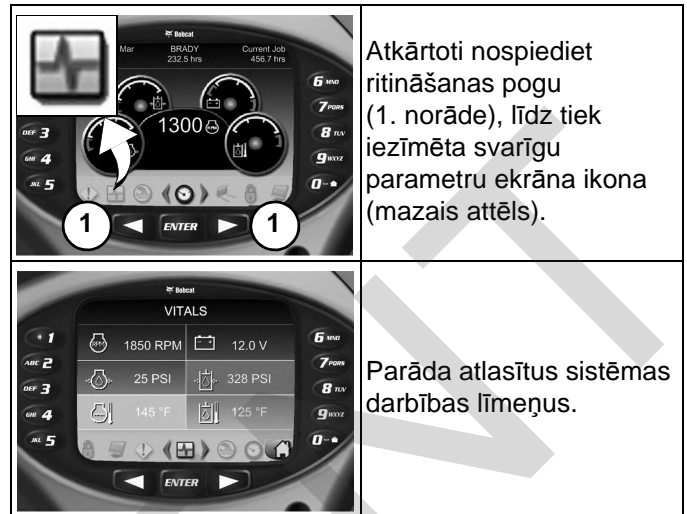 Bobcat
Mar BRADY Current Job
232.5 hrs 456.7 hrs
1300 RPM
DEF 3
GHI 4
JKL 5
6 MNO
7 PQRS
8 TUV
9 WXYZ
0
1 ENTER 1
Atkārtoti nospiediet
ritināšanas pogu
(1. norāde), līdz tiek
iezīmēta svarīgu
parametru ekrāna ikona
(mazais attēls).
Bobcat
VITALS
1
ABC 2
DEF 3
GHI 4
JKL 5
RPM 1850 RPM 12.0 V
25 PSI 328 PSI
145 °F 125 °F
6 MNO
7 PQRS
8 TUV
9 WXYZ
0
ENTER
Parāda atlasītus sistēmas
darbības līmeņus.